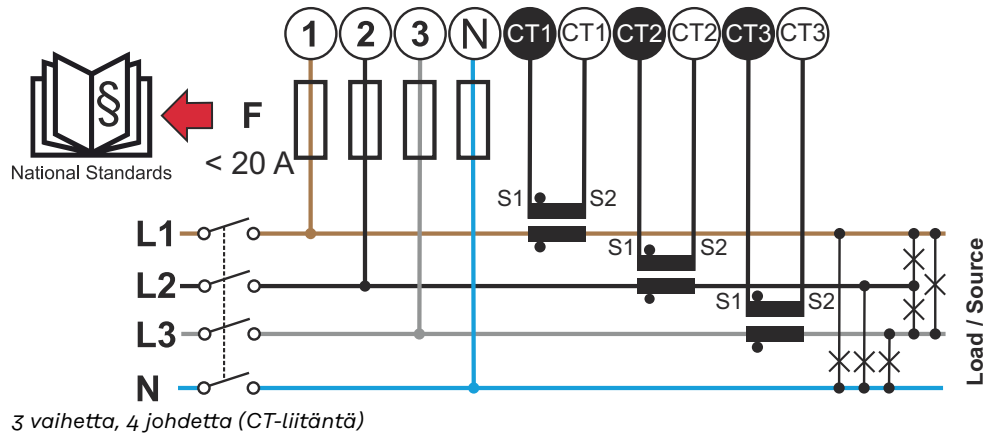 1 2 3 N CT1 CT1 CT2 CT2 CT3 CT3
§
F
< 20 A
National Standards
S1 S2
L1
S1 S2
L2
S1 S2
L3
N
Load / Source
3 vaihetta, 4 johdetta (CT-liitäntä)